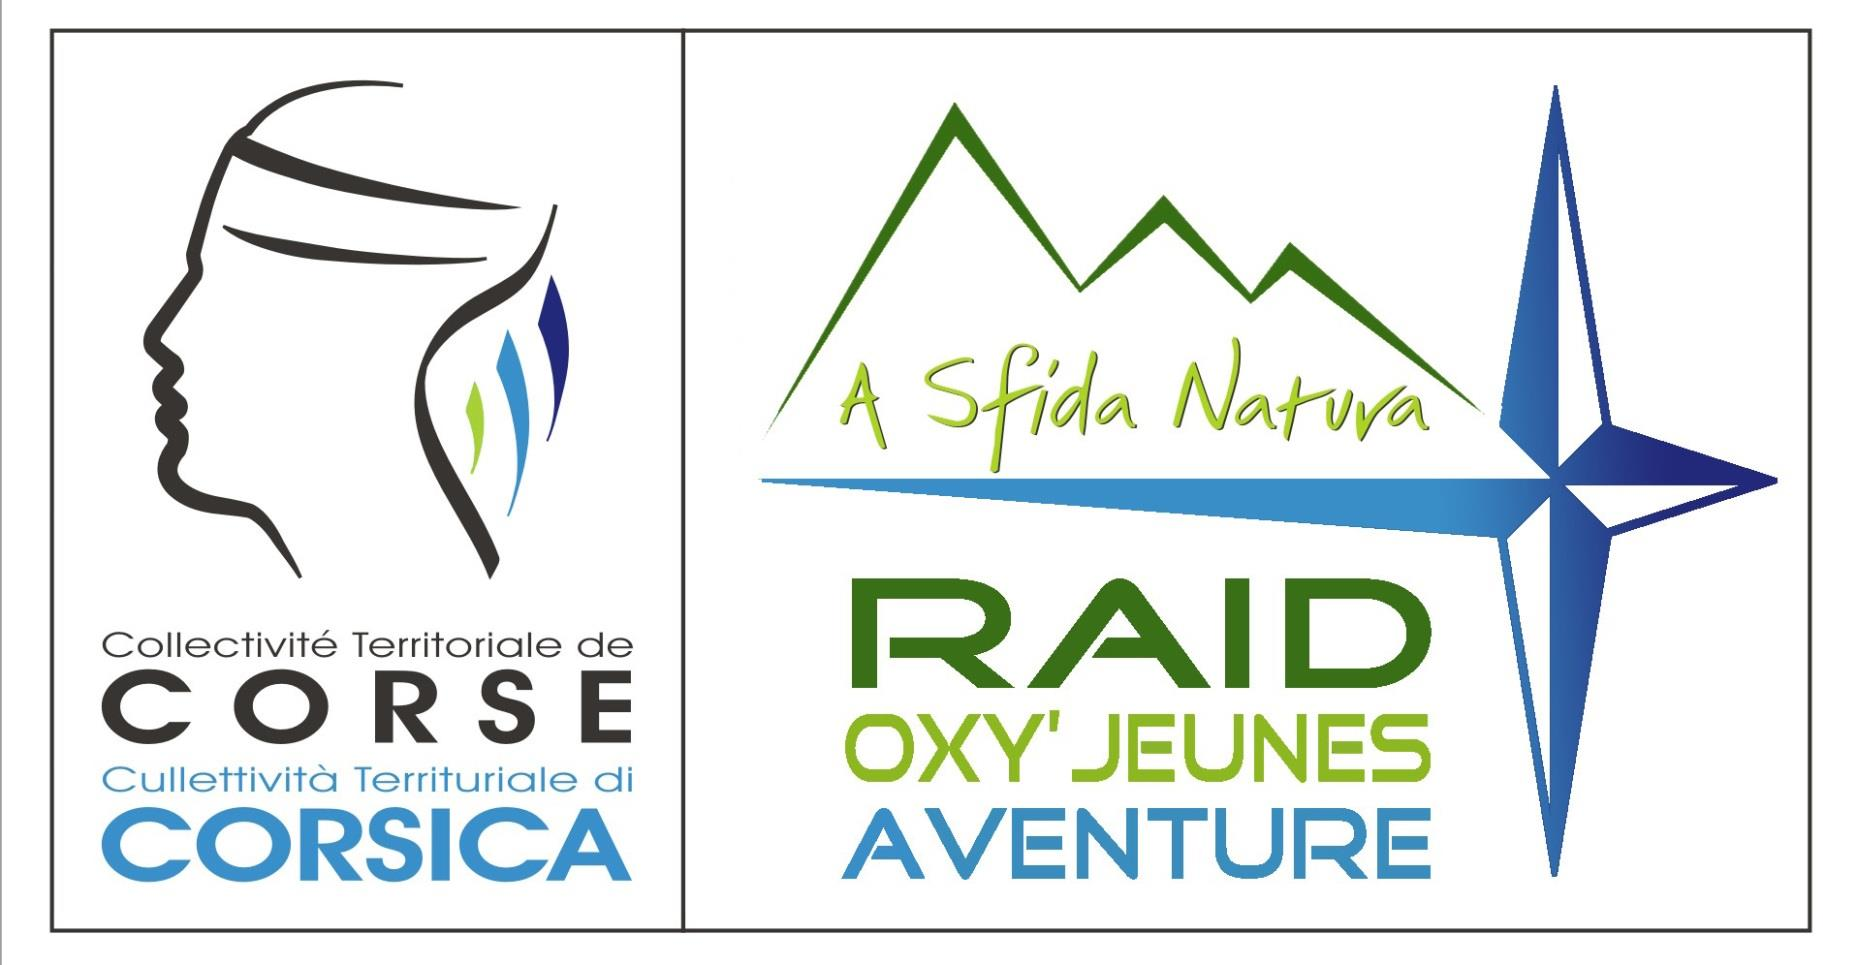 Collectivité Territoriale de
CORSE
Cullettività Territuriale di
CORSICA
A Sfida Natura
RAID
OXY' JEUNES
AVENTURE